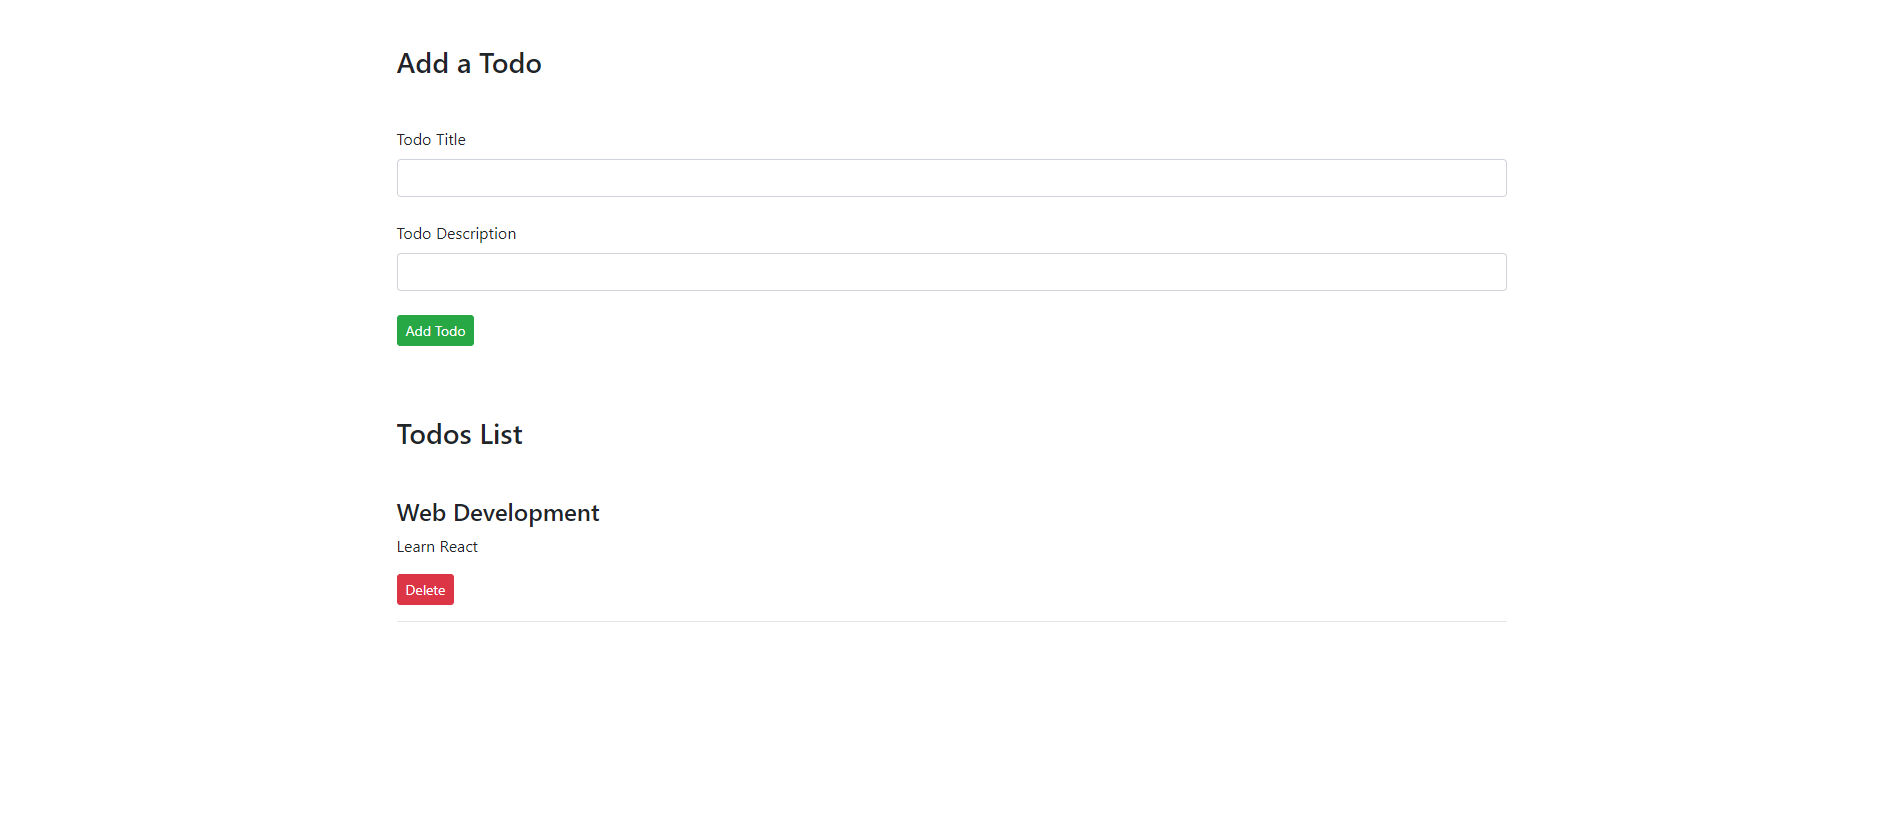 Add a Todo
Todo Title
Todo Description
Add Todo
Todos List
Web Development
Learn React
Delete